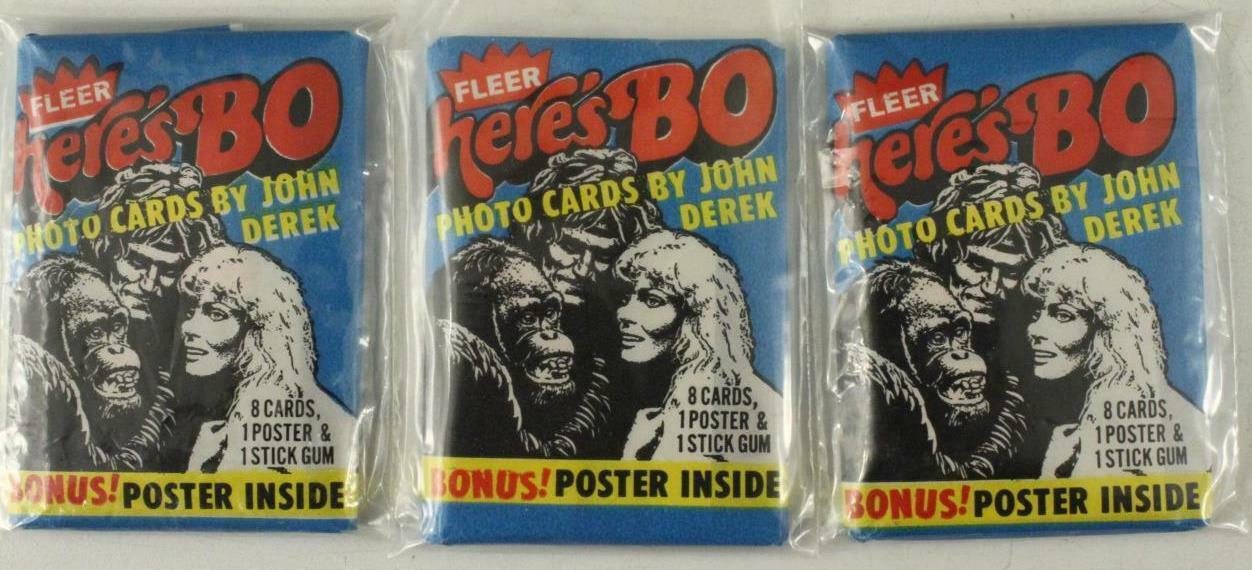 FLEER
here's BO
PHOTO CARDS BY JOHN
DEREK
8 CARDS,
1 POSTER &
1 STICK GUM
BONUS! POSTER INSIDE
FLEER
here's BO
PHOTO CARDS BY JOHN
DEREK
8 CARDS,
1 POSTER &
1 STICK GUM
BONUS! POSTER INSIDE
FLEER
here's BO
PHOTO CARDS BY JOHN
DEREK
8 CARDS,
1 POSTER &
1 STICK GUM
BONUS! POSTER INSIDE